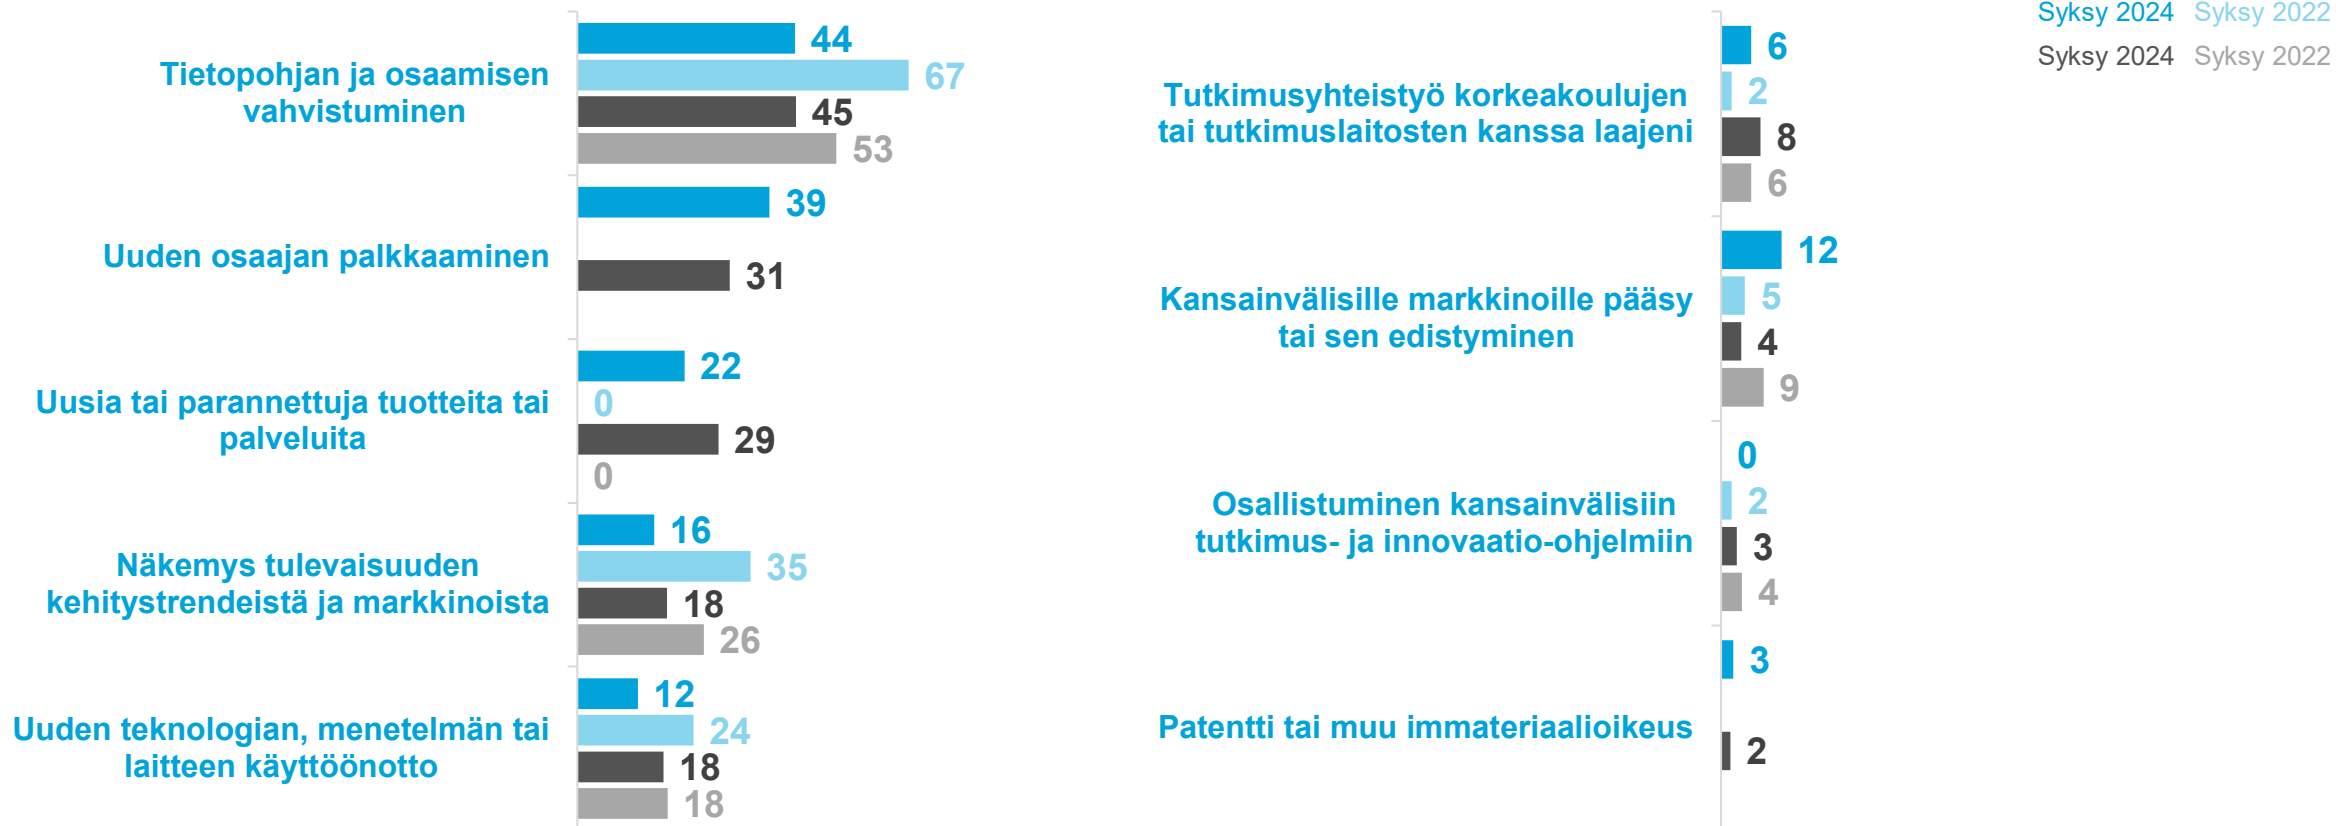 Tietopohjan ja osaamisen
vahvistuminen
44
67
45
53
Uuden osaajan palkkaaminen
39
31
Uusia tai parannettuja tuotteita tai
palveluita
22
0
29
0
Näkemys tulevaisuuden
kehitystrendeistä ja markkinoista
16
35
18
26
Uuden teknologian, menetelmän tai
laitteen käyttöönotto
12
24
18
18
Tutkimusyhteistyö korkeakoulujen
tai tutkimuslaitosten kanssa laajeni
6
2
8
6
Kansainvälisille markkinoille pääsy
tai sen edistyminen
12
5
4
9
Osallistuminen kansainvälisiin
tutkimus- ja innovaatio-ohjelmiin
0
2
3
4
Patentti tai muu immateriaalioikeus
3
2
Syksy 2024 Syksy 2022
Syksy 2024 Syksy 2022